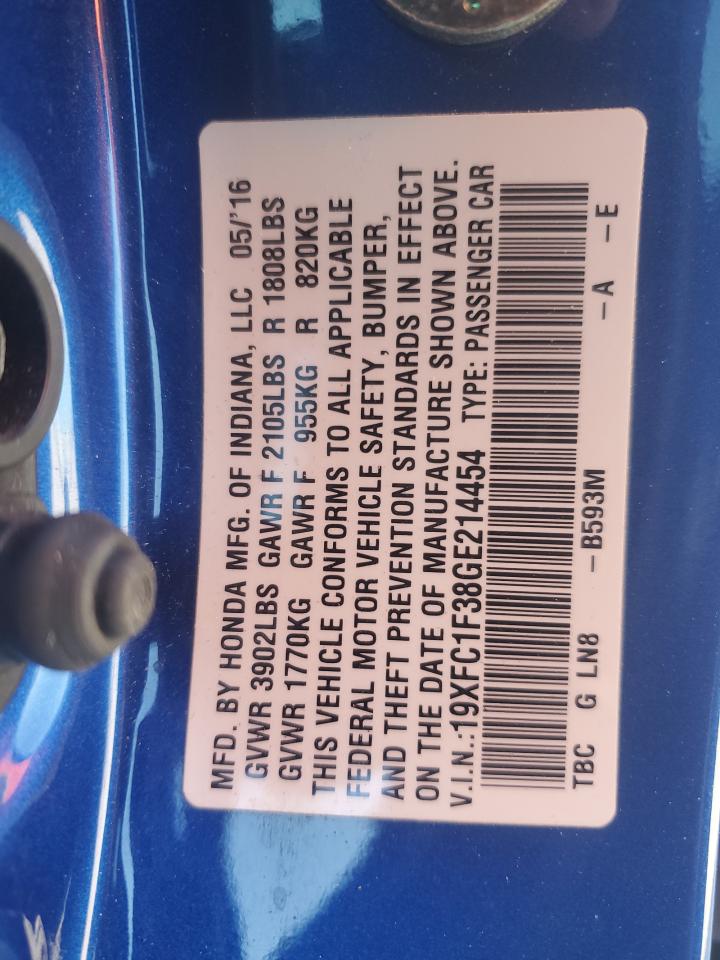 MFD. BY HONDA MFG. OF INDIANA, LLC 05/'16
GVWR 3902LBS GAWR F 2105LBS R 1808LBS
GVWR 1770KG GAWR F 955KG R 820KG
THIS VEHICLE CONFORMS TO ALL APPLICABLE
FEDERAL MOTOR VEHICLE SAFETY, BUMPER,
AND THEFT PREVENTION STANDARDS IN EFFECT
ON THE DATE OF MANUFACTURE SHOWN ABOVE.
V.I.N.:19XFC1F38GE214454 TYPE: PASSENGER CAR
TBC G LN8 –B593M –A –E